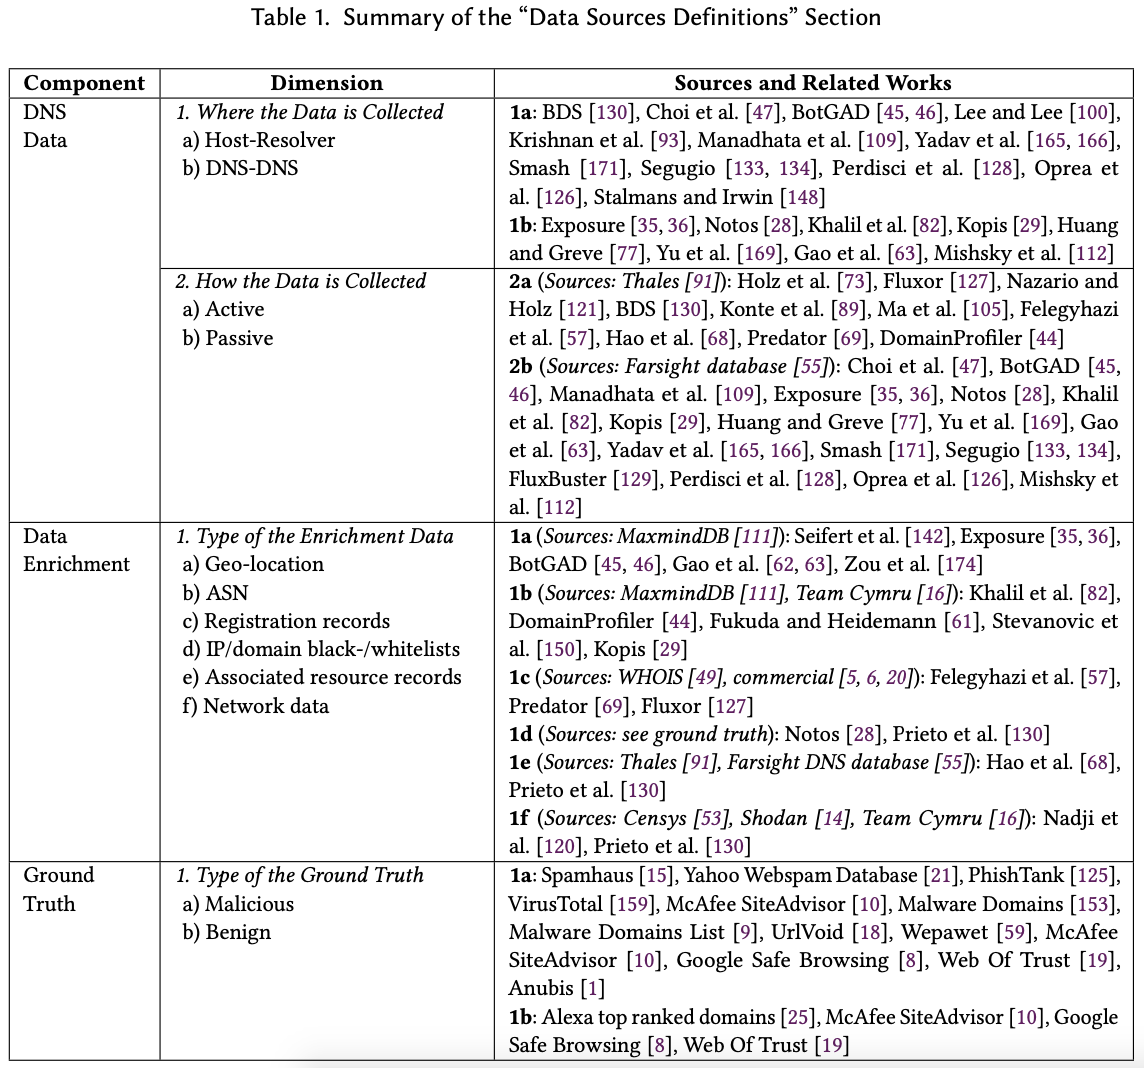 Table 1. Summary of the “Data Sources Definitions” Section
Component
Dimension
Sources and Related Works
DNS
Data
1. Where the Data is Collected
a) Host-Resolver
b) DNS-DNS
1a: BDS [130], Choi et al. [47], BotGAD [45, 46], Lee and Lee [100],
Krishnan et al. [93], Manadhata et al. [109], Yadav et al. [165, 166],
Smash [171], Segugio [133, 134], Perdisci et al. [128], Oprea et
al. [126], Stalmans and Irwin [148]
1b: Exposure [35, 36], Notos [28], Khalil et al. [82], Kopis [29], Huang
and Greve [77], Yu et al. [169], Gao et al. [63], Mishsky et al. [112]
2. How the Data is Collected
a) Active
b) Passive
2a (Sources: Thales [91]): Holz et al. [73], Fluxor [127], Nazario and
Holz [121], BDS [130], Konte et al. [89], Ma et al. [105], Felegyhazi
et al. [57], Hao et al. [68], Predator [69], DomainProfiler [44]
2b (Sources: Farsight database [55]): Choi et al. [47], BotGAD [45,
46], Manadhata et al. [109], Exposure [35, 36], Notos [28], Khalil
et al. [82], Kopis [29], Huang and Greve [77], Yu et al. [169], Gao
et al. [63], Yadav et al. [165, 166], Smash [171], Segugio [133, 134],
FluxBuster [129], Perdisci et al. [128], Oprea et al. [126], Mishsky et
al. [112]
Data
Enrichment
1. Type of the Enrichment Data
a) Geo-location
b) ASN
c) Registration records
d) IP/domain black-/whitelists
e) Associated resource records
f) Network data
1a (Sources: MaxmindDB [111]): Seifert et al. [142], Exposure [35, 36],
BotGAD [45, 46], Gao et al. [62, 63], Zou et al. [174]
1b (Sources: MaxmindDB [111], Team Cymru [16]): Khalil et al. [82],
DomainProfiler [44], Fukuda and Heidemann [61], Stevanovic et
al. [150], Kopis [29]
1c (Sources: WHOIS [49], commercial [5, 6, 20]): Felegyhazi et al. [57],
Predator [69], Fluxor [127]
1d (Sources: see ground truth): Notos [28], Prieto et al. [130]
1e (Sources: Thales [91], Farsight DNS database [55]): Hao et al. [68],
Prieto et al. [130]
1f (Sources: Censys [53], Shodan [14], Team Cymru [16]): Nadji et
al. [120], Prieto et al. [130]
Ground
Truth
1. Type of the Ground Truth
a) Malicious
b) Benign
1a: Spamhaus [15], Yahoo Webspam Database [21], PhishTank [125],
VirusTotal [159], McAfee SiteAdvisor [10], Malware Domains [153],
Malware Domains List [9], UrlVoid [18], Wepawet [59], McAfee
SiteAdvisor [10], Google Safe Browsing [8], Web Of Trust [19],
Anubis [1]
1b: Alexa top ranked domains [25], McAfee SiteAdvisor [10], Google
Safe Browsing [8], Web Of Trust [19]